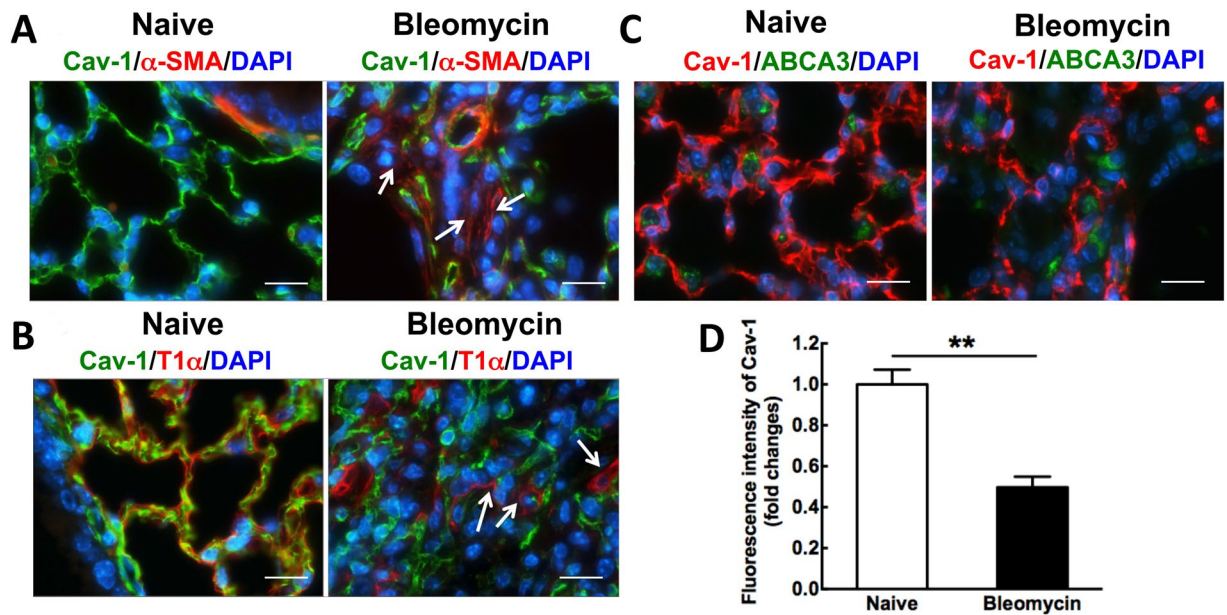 A
Naive
Cav-1/α-SMA/DAPI
Bleomycin
Cav-1/α-SMA/DAPI
C
Naive
Cav-1/ABCA3/DAPI
Bleomycin
Cav-1/ABCA3/DAPI
B
Naive
Cav-1/T1α/DAPI
Bleomycin
Cav-1/T1α/DAPI
D
Fluorescence intensity of Cav-1
(fold changes)
1.2
1.0
0.8
0.6
0.4
0.2
0.0
**
Naive
Bleomycin